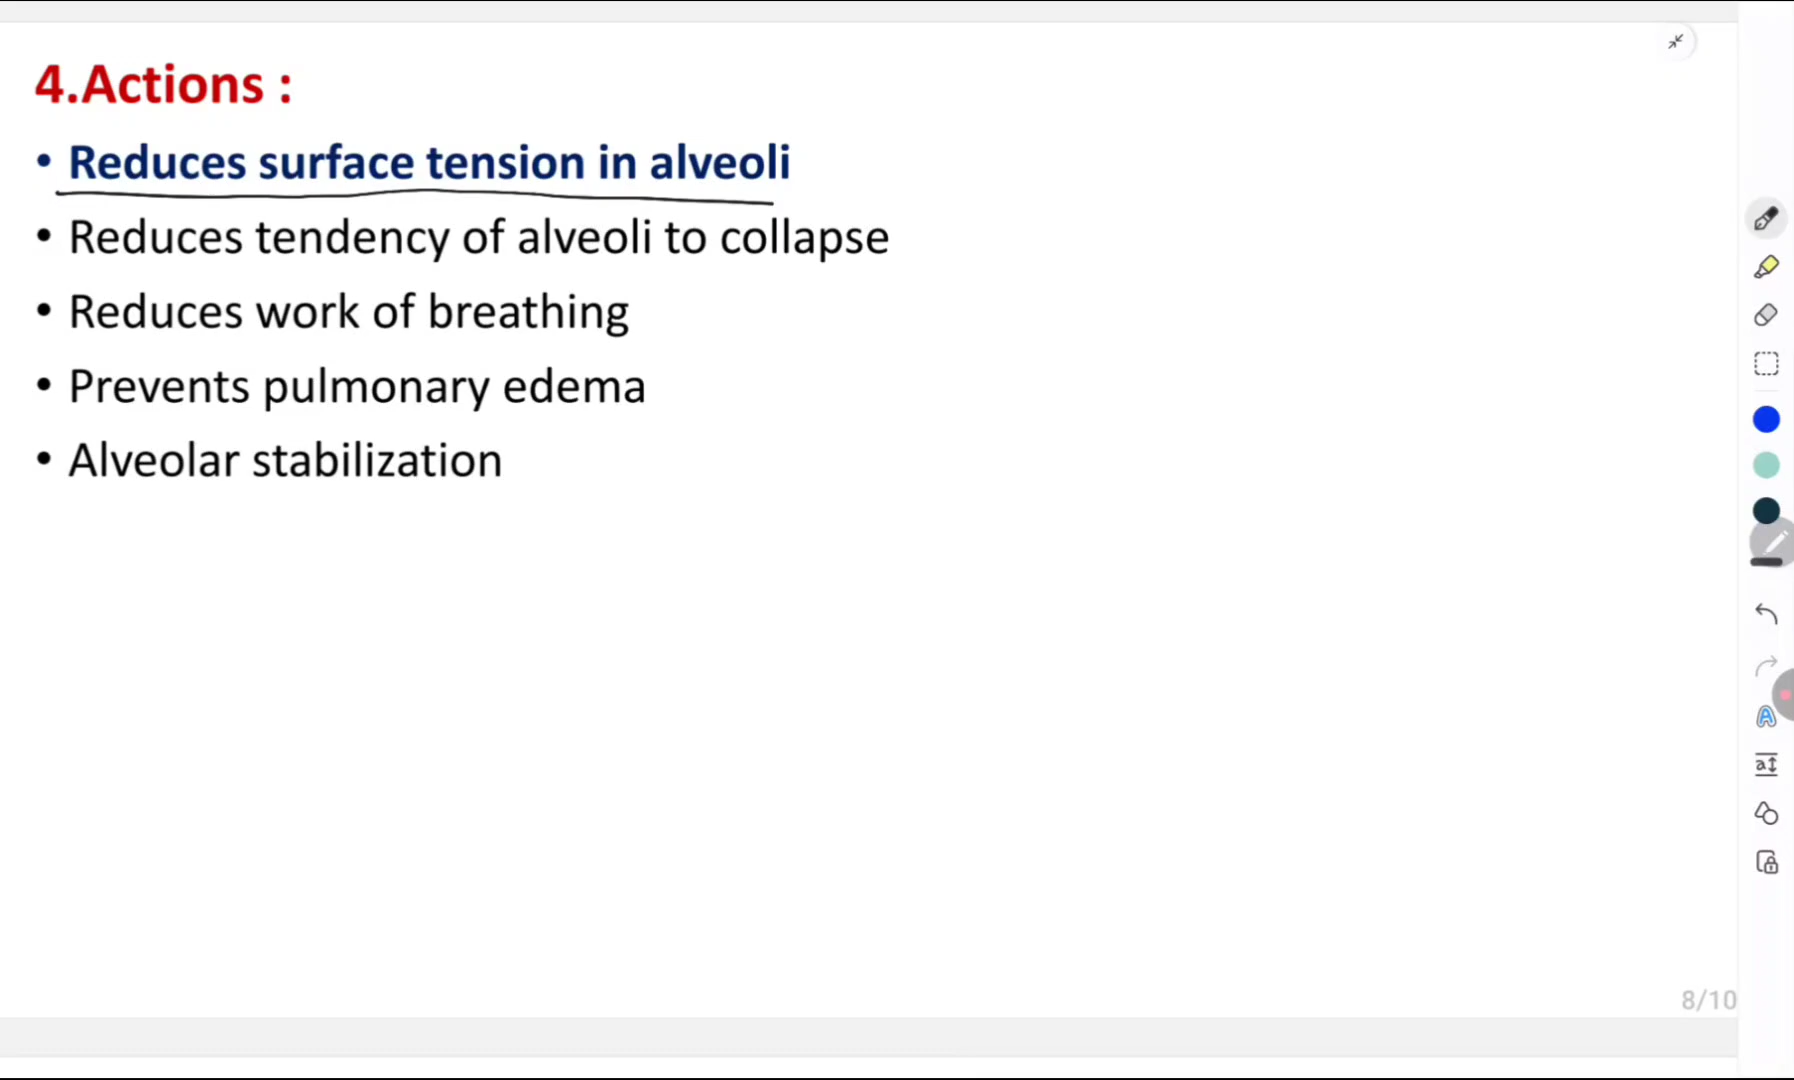 4.Actions :
• Reduces surface tension in alveoli
• Reduces tendency of alveoli to collapse
• Reduces work of breathing
• Prevents pulmonary edema
• Alveolar stabilization
8/10